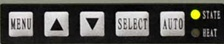 MENU ▲ ▼ SELECT AUTO STATE
HEAT